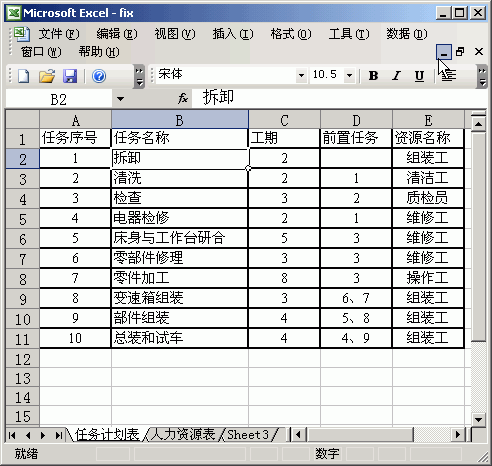 Microsoft Excel - fix
文件(F) 编辑(E) 视图(V) 插入(I) 格式(O) 工具(T) 数据(D)
窗口(W) 帮助(H)
宋体 10.5 B I U
B2 fx 拆卸
A B C D E
1 任务序号 任务名称 工期 前置任务 资源名称
2 1 拆卸 2 组装工
3 2 清洗 2 1 清洁工
4 3 检查 3 2 质检员
5 4 电器检修 2 1 维修工
6 5 床身与工作台研合 5 3 维修工
7 6 零部件修理 3 3 维修工
8 7 零件加工 8 3 操作工
9 8 变速箱组装 3 6、7 组装工
10 9 部件组装 4 5、8 组装工
11 10 总装和试车 4 4、9 组装工
12
13
14
15
任务计划表 人力资源表 Sheet3
就绪 数字